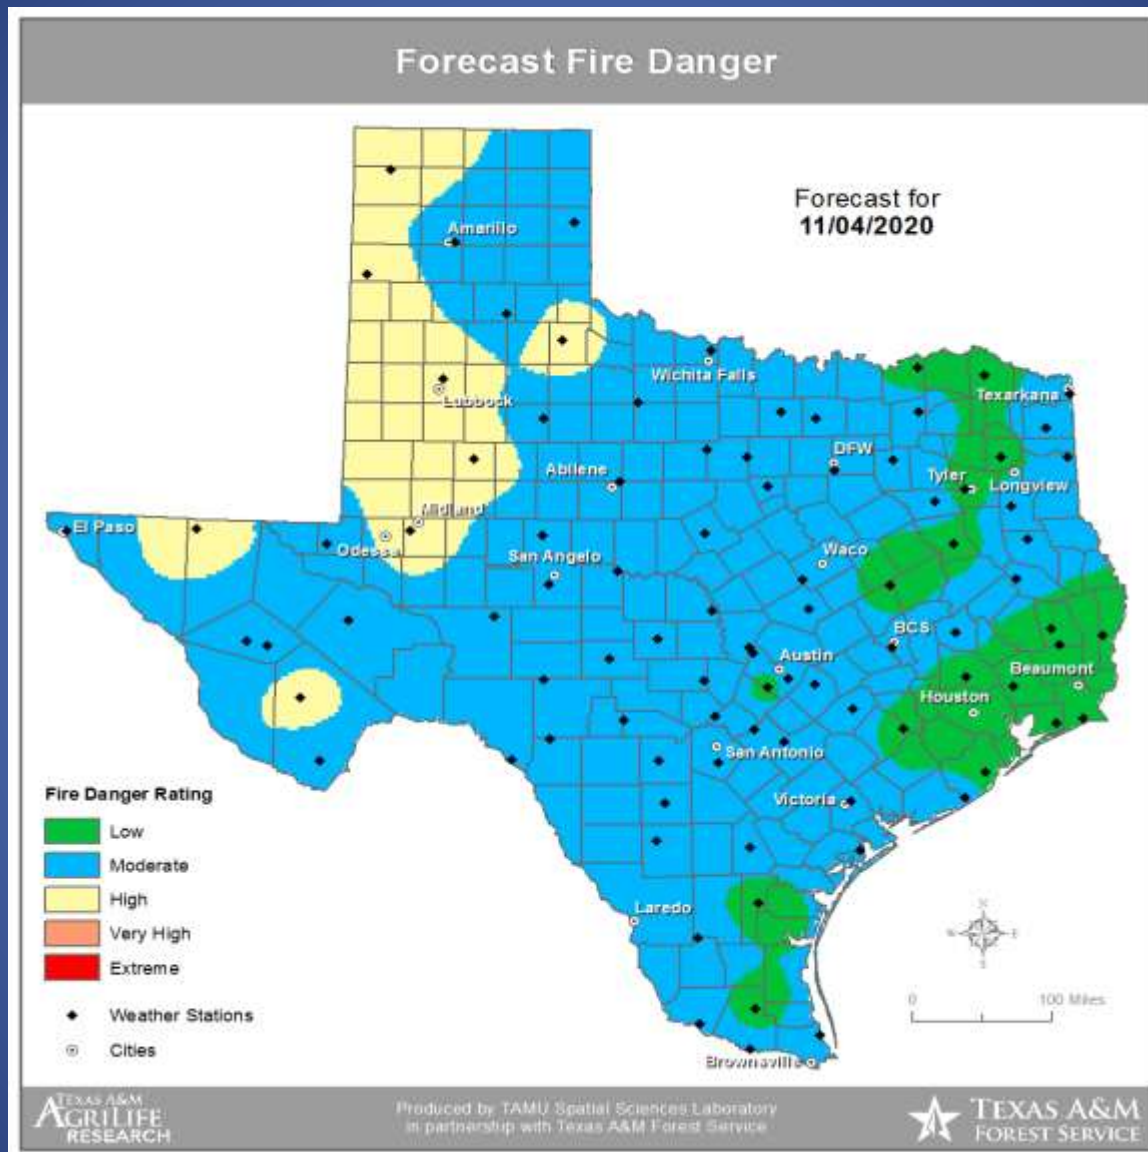 Forecast Fire Danger
Forecast for
11/04/2020
Amarillo
Wichita Falls
Lubbock
Texarkana
DFW
Abilene
Tyler
Longview
Midland
El Paso
Odessa
San Angelo
Waco
BCS
Austin
Beaumont
Houston
San Antonio
Victoria
Laredo
Brownsville
Fire Danger Rating
Low
Moderate
High
Very High
Extreme
Weather Stations
Cities
N
W E
S
0 100 Miles
TEXAS A&M
AGRILIFE
RESEARCH
Produced by TAMU Spatial Sciences Laboratory
in partnership with Texas A&M Forest Service
TEXAS A&M
FOREST SERVICE